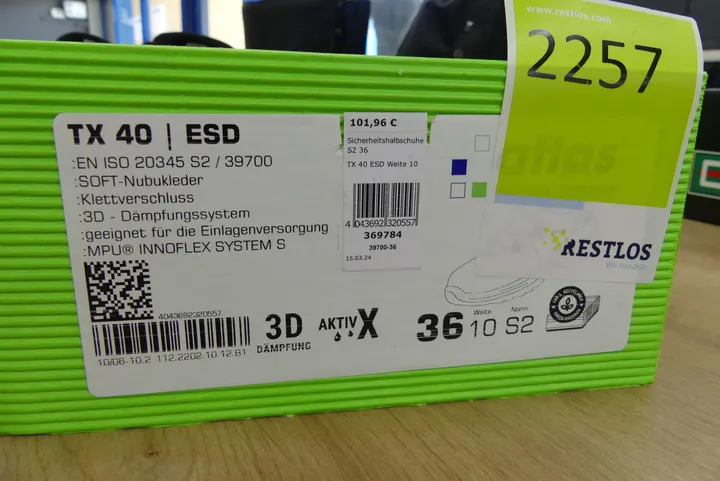 www.restlos.com
2257
TX 40 | ESD
:EN ISO 20345 S2 / 39700
:SOFT-Nubukleder
:Klettverschluss
:3D - Dämpfungssystem
:geeignet für die Einlagenversorgung
:MPU® INNOFLEX SYSTEM S
101,96 €
Sicherheitshalbschuhe
S2 36
TX 40 ESD Weite 10
4 043692 320557
369784
39700-36
15.03.24
atlas
RESTLOS
4043692320557
10/06-10.2 112.2202.10.12.61
3D
DÄMPFUNG
AKTIV X
36
Weite
10
Norm
S2